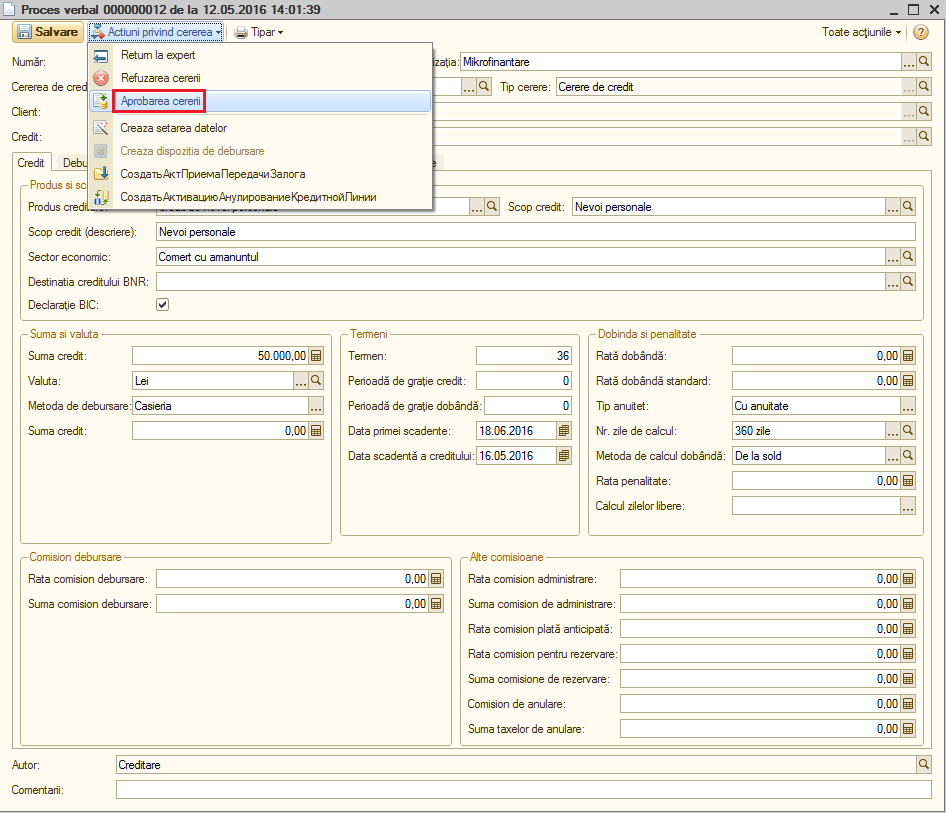 Proces verbal 000000012 de la 12.05.2016 14:01:39
Salvare Actiuni privind cererea Tipar Toate acțiunile ?
Număr: Mikrofinantare
Return la expert
Cererea de Tip cerere: Cerere de credit
Refuzarea cererii
Client:
Aprobarea cererii
Credit:
Creaza setarea datelor
Creaza dispozitia de debursare
СоздатьАктПриемаПередачиЗалога
СоздатьАктивациюАнулированиеКредитнойЛинии
Credit
Produs si
Produs Scop credit: Nevoi personale
Scop credit (descriere): Nevoi personale
Sector economic: Comert cu amanuntul
Destinatia creditului BNR:
Declarație BIC:
Suma si valuta
Suma credit: 50.000,00
Valuta: Lei
Metoda de debursare: Casieria
Suma credit: 0,00
Termeni
Termen: 36
Perioadă de grație credit: 0
Perioadă de grație dobândă: 0
Data primei scadente: 18.06.2016
Data scadentă a creditului: 16.05.2016
Dobinda si penalitate
Rată dobândă: 0,00
Rată dobândă standard: 0,00
Tip anuitet: Cu anuitate
Nr. zile de calcul: 360 zile
Metoda de calcul dobândă: De la sold
Rata penalitate: 0,00
Calcul zilelor libere:
Comision debursare
Rata comision debursare: 0,00
Suma comision debursare: 0,00
Alte comisioane
Rata comision administrare: 0,00
Suma comision de administrare: 0,00
Rata comision plată anticipată: 0,00
Rata comision pentru rezervare: 0,00
Suma comisione de rezervare: 0,00
Comision de anulare: 0,00
Suma taxelor de anulare: 0,00
Autor: Creditare
Comentarii: